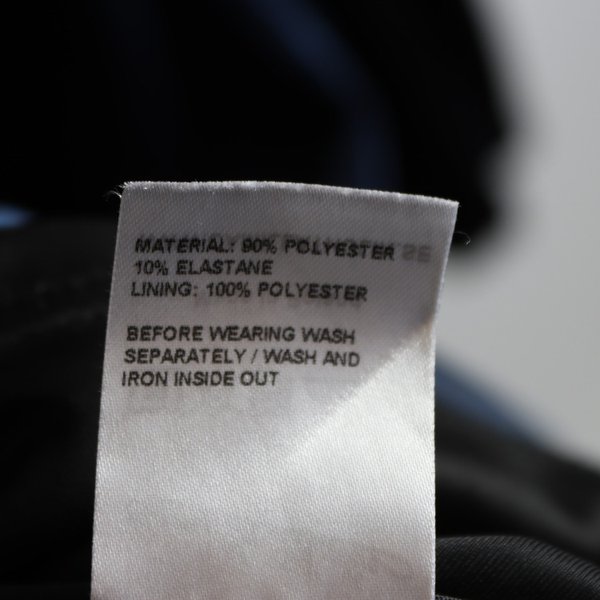 MATERIAL: 90% POLYESTER
10% ELASTANE
LINING: 100% POLYESTER
BEFORE WEARING WASH
SEPARATELY / WASH AND
IRON INSIDE OUT